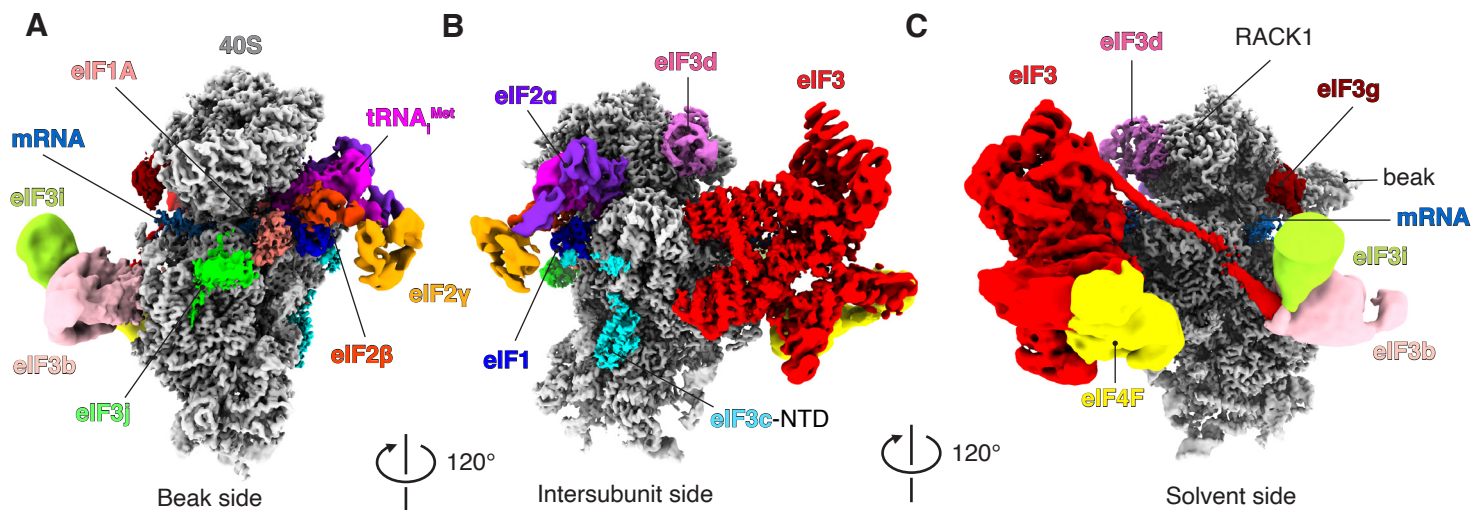 A
40S
eIF1A
mRNA
tRNAᵢᴹᵉᵗ
eIF3i
eIF2γ
eIF3b
eIF2β
eIF3j
Beak side
120°
B
eIF3d
eIF2α
eIF3
eIF1
eIF3c-NTD
Intersubunit side
120°
C
eIF3d
RACK1
eIF3
eIF3g
beak
mRNA
eIF3i
eIF3b
eIF4F
Solvent side